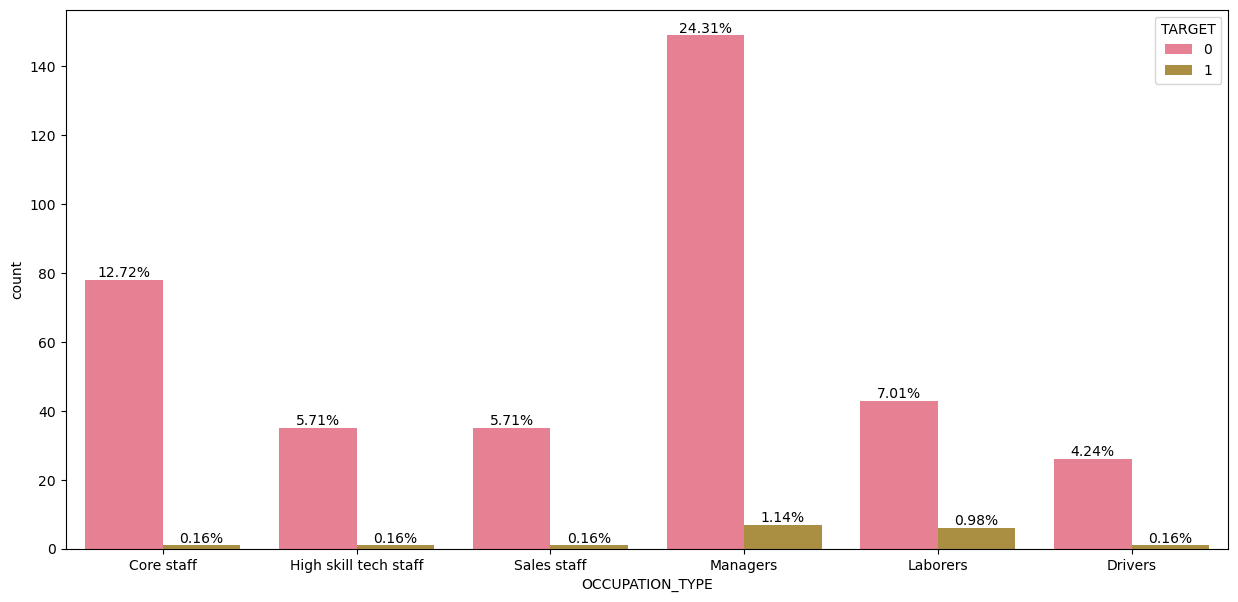 24.31%
TARGET
0
1
140
120
100
80
60
40
20
0
count
12.72%
0.16%
5.71%
0.16%
5.71%
0.16%
1.14%
7.01%
0.98%
4.24%
0.16%
Core staff
High skill tech staff
Sales staff
Managers
Laborers
Drivers
OCCUPATION_TYPE